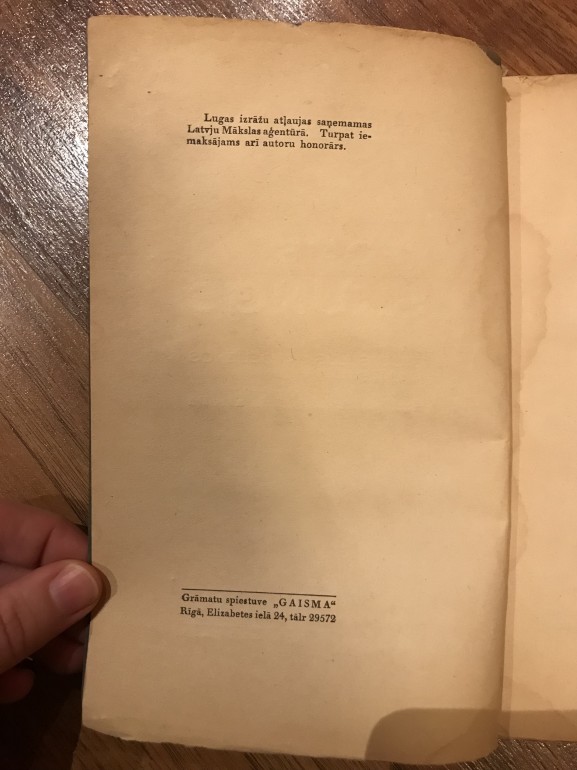 Lugas izrāžu atļaujas saņemamas
Latvju Mākslas aģentūrā. Turpat ie-
maksājams arī autoru honorārs.
Grāmatu spiestuve „GAISMA“
Rīgā, Elizabetes ielā 24, tālr 29572